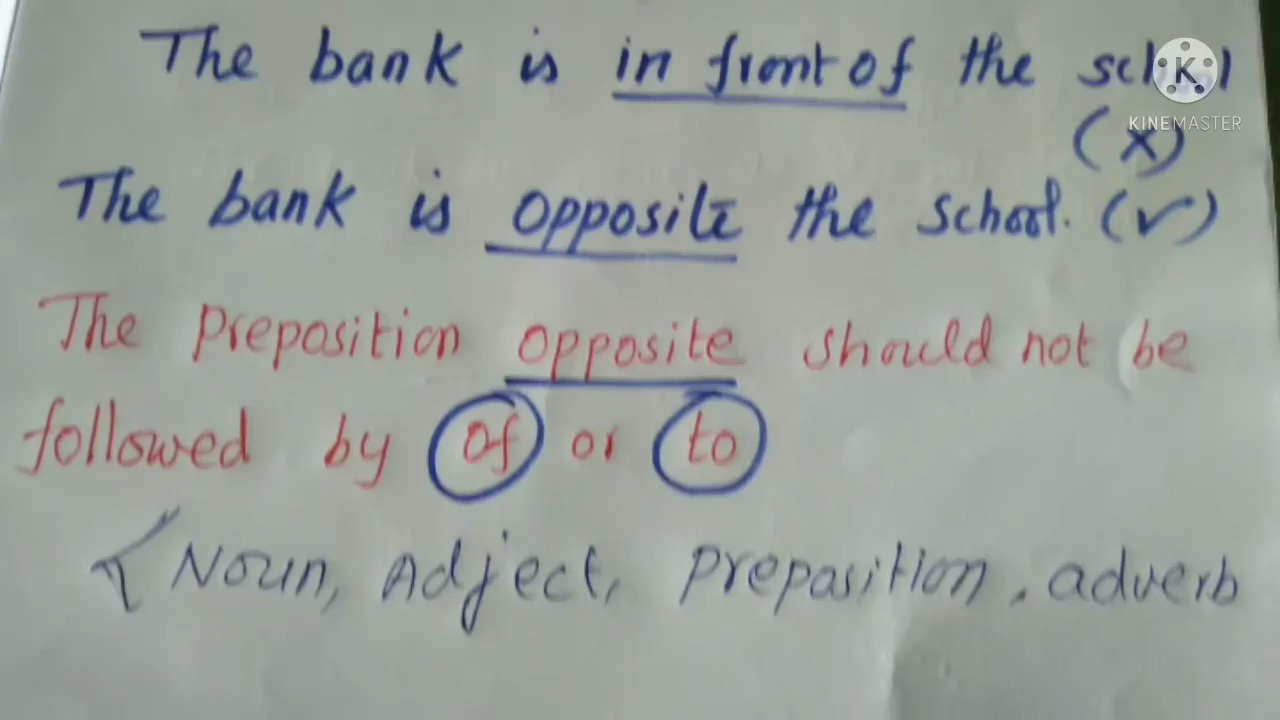 The bank is in front of the school
K
KINEMASTER
(x)
The bank is opposite the school. (✓)
The preposition opposite should not be
followed by of or to
Noun, Adject, preposition, adverb